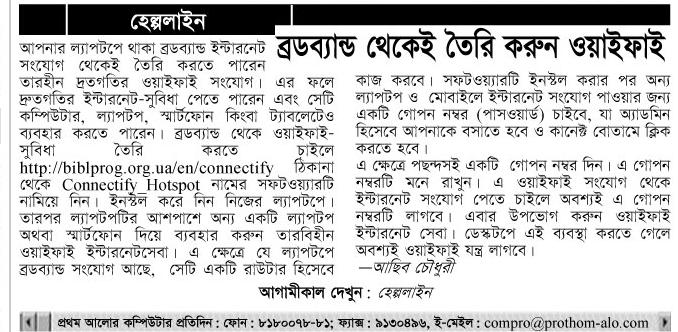 হেল্পলাইন
ব্রডব্যান্ড থেকেই তৈরি করুন ওয়াইফাই
আপনার ল্যাপটপে থাকা ব্রডব্যান্ড ইন্টারনেট
সংযোগ থেকেই তৈরি করতে পারেন
তারহীন দ্রুতগতির ওয়াইফাই সংযোগ। এর ফলে
দ্রুতগতির ইন্টারনেট-সুবিধা পেতে পারেন এবং সেটি
কম্পিউটার, ল্যাপটপ, স্মার্টফোন কিংবা ট্যাবলেটেও
ব্যবহার করতে পারেন। ব্রডব্যান্ড থেকে ওয়াইফাই-
সুবিধা তৈরি করতে চাইলে
http://biblprog.org.ua/en/connectify ঠিকানা
থেকে Connectify Hotspot নামের সফটওয়্যারটি
নামিয়ে নিন। ইনস্টল করে নিন নিজের ল্যাপটপে।
তারপর ল্যাপটপটির আশপাশে অন্য একটি ল্যাপটপ
অথবা স্মার্টফোন দিয়ে ব্যবহার করুন তারবিহীন
ওয়াইফাই ইন্টারনেটসেবা। এ ক্ষেত্রে যে ল্যাপটপে
ব্রডব্যান্ড সংযোগ আছে, সেটি একটি রাউটার হিসেবে
কাজ করবে। সফটওয়্যারটি ইনস্টল করার পর অন্য
ল্যাপটপ ও মোবাইলে ইন্টারনেট সংযোগ পাওয়ার জন্য
একটি গোপন নম্বর (পাসওয়ার্ড) চাইবে, যা অ্যাডমিন
হিসেবে আপনাকে বসাতে হবে ও কানেক্ট বোতামে ক্লিক
করতে হবে।
এ ক্ষেত্রে পছন্দসই একটি গোপন নম্বর দিন। এ গোপন
নম্বরটি মনে রাখুন। এ ওয়াইফাই সংযোগ থেকে
ইন্টারনেট সংযোগ পেতে চাইলে অবশ্যই এ গোপন
নম্বরটি লাগবে। এবার উপভোগ করুন ওয়াইফাই
ইন্টারনেট সেবা। ডেস্কটপে এই ব্যবস্থা করতে গেলে
অবশ্যই ওয়াইফাই যন্ত্র লাগবে।
—আছিব চৌধুরী
আগামীকাল দেখুন : হেল্পলাইন
প্রথম আলোর কম্পিউটার প্রতিদিন : ফোন : ৮১৮০০৭৮-৮১; ফ্যাক্স : ৯১৩০৪৯৬, ই-মেইল : compro@prothom-alo.com